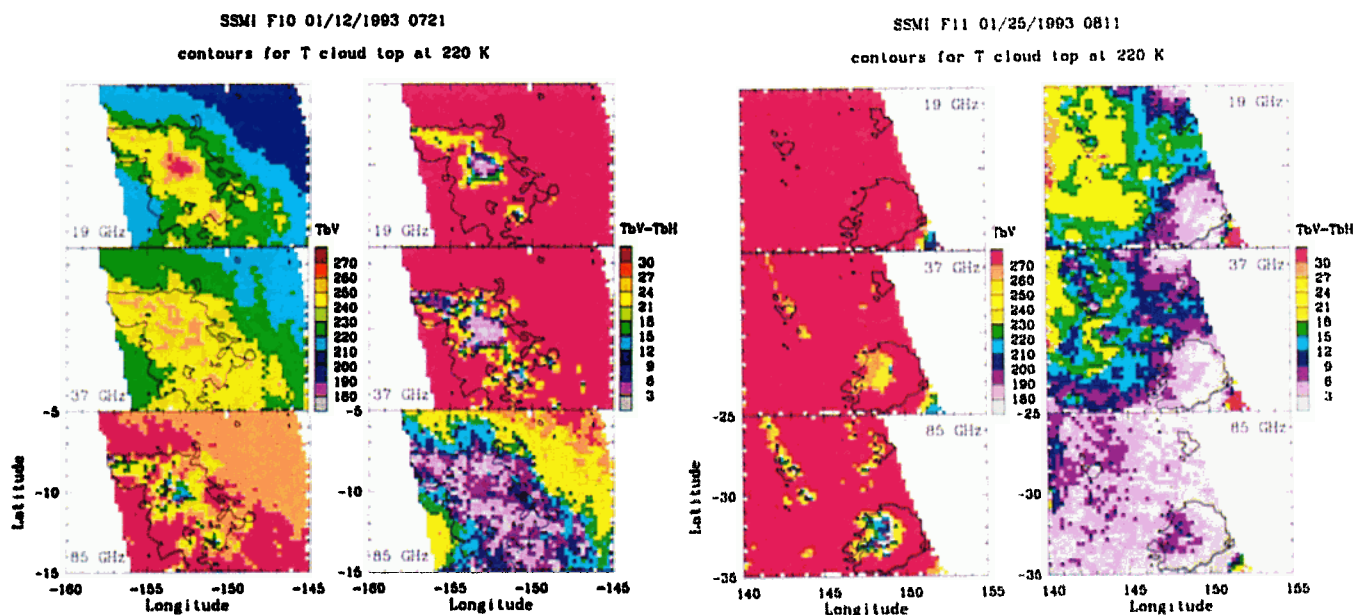 SSMI F10 01/12/1993 0721
contours for T cloud top at 220 K
19 GHz
37 GHz
85 GHz
TbV
270
260
250
240
230
220
210
200
190
180
TbV-TbH
30
27
24
21
18
15
12
9
6
3
-5
-10
-15
Latitude
-160 -155 -150 -145
Longitude
-5
-160 -155 -150 -145
Longitude
19 GHz
37 GHz
85 GHz
SSMI F11 01/25/1993 0811
contours for T cloud top at 220 K
19 GHz
37 GHz
85 GHz
TbV
270
260
250
240
230
220
210
200
190
180
19 GHz
37 GHz
85 GHz
TbV-TbH
30
27
24
21
18
15
12
9
6
3
-25
-30
-35
Latitude
140 145 150 155
Longitude
-25
-30
-35
140 145 150 155
Longitude